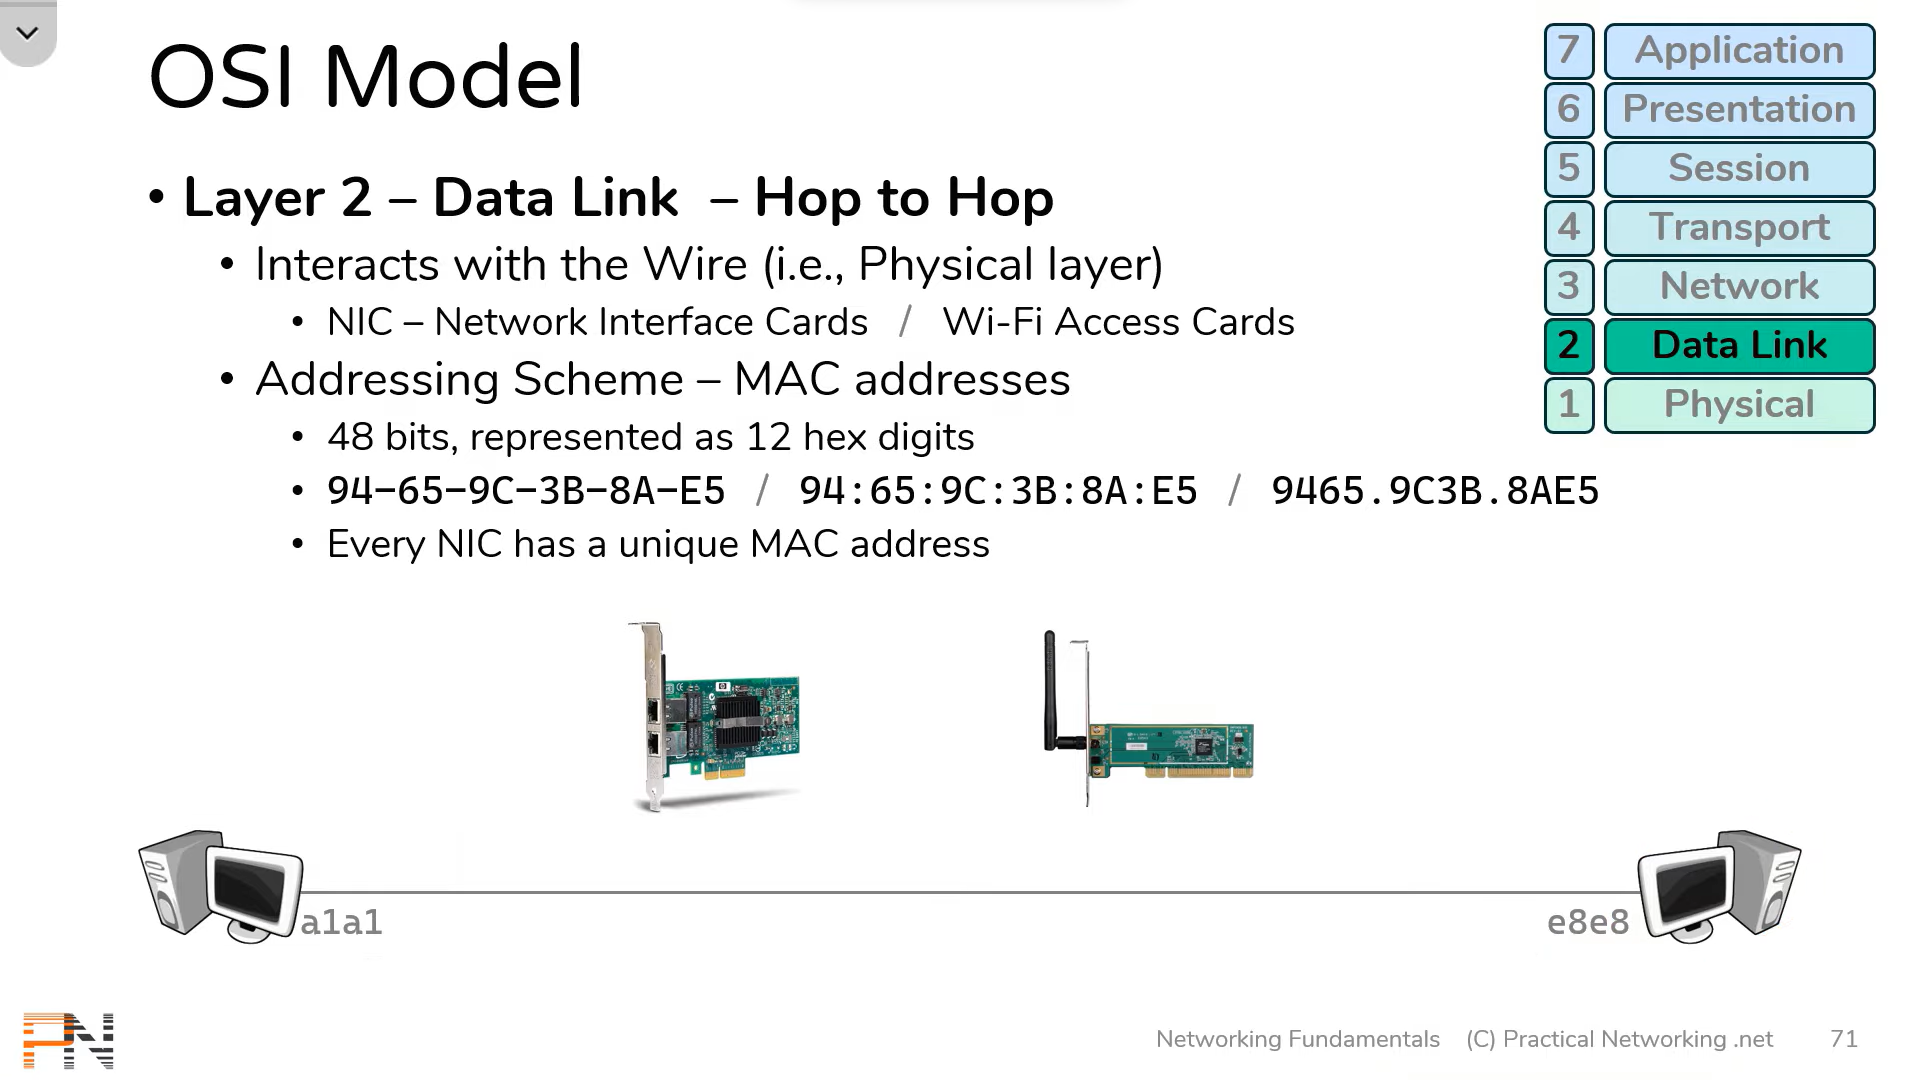 OSI Model
7 Application
6 Presentation
5 Session
4 Transport
3 Network
2 Data Link
1 Physical
• Layer 2 – Data Link – Hop to Hop
• Interacts with the Wire (i.e., Physical layer)
• NIC – Network Interface Cards / Wi-Fi Access Cards
• Addressing Scheme – MAC addresses
• 48 bits, represented as 12 hex digits
• 94-65-9C-3B-8A-E5 / 94:65:9C:3B:8A:E5 / 9465.9C3B.8AE5
• Every NIC has a unique MAC address
a1a1
e8e8
PN
Networking Fundamentals (C) Practical Networking .net 71